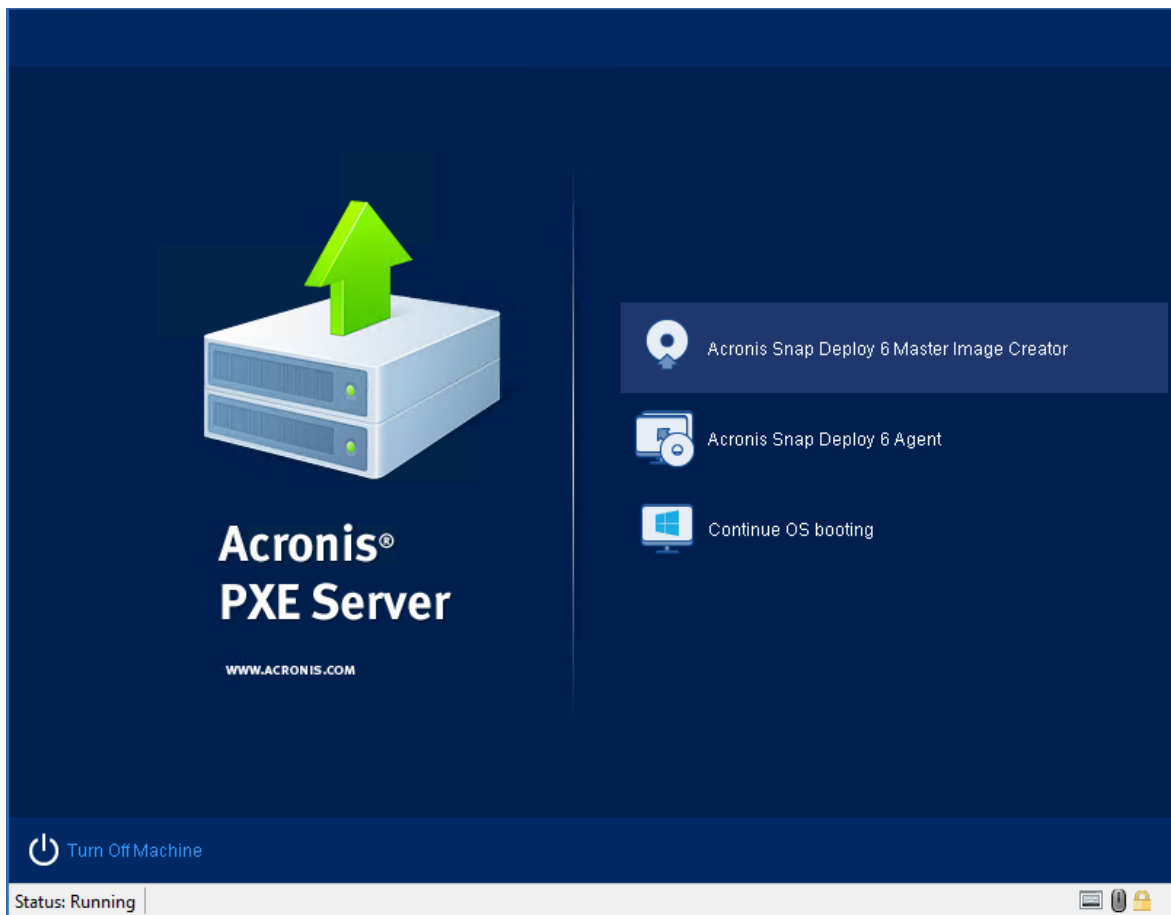 Acronis Snap Deploy 6 Master Image Creator
Acronis Snap Deploy 6 Agent
Continue OS booting
Acronis®
PXE Server
WWW.ACRONIS.COM
Turn Off Machine
Status: Running